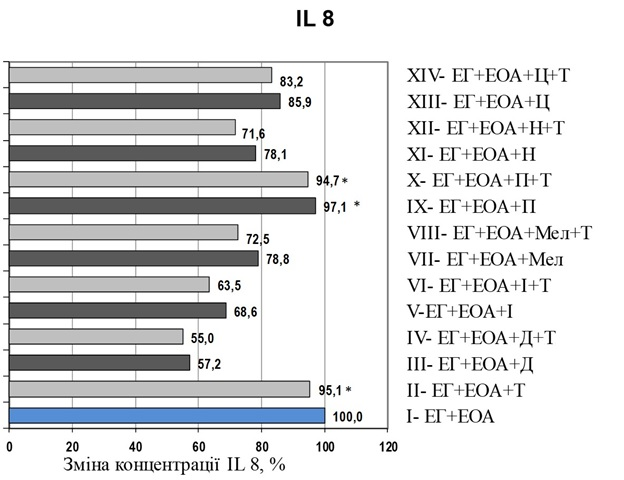 IL 8
83,2 XIV- ЕГ+ЕОА+Ц+Т
85,9 XIII- ЕГ+ЕОА+Ц
71,6 XII- ЕГ+ЕОА+Н+Т
78,1 XI- ЕГ+ЕОА+Н
94,7* X- ЕГ+ЕОА+П+Т
97,1 * IX- ЕГ+ЕОА+П
72,5 VIII- ЕГ+ЕОА+Мел+Т
78,8 VII- ЕГ+ЕОА+Мел
63,5 VI- ЕГ+ЕОА+І+Т
68,6 V-ЕГ+ЕОА+І
55,0 IV- ЕГ+ЕОА+Д+Т
57,2 III- ЕГ+ЕОА+Д
95,1 * II- ЕГ+ЕОА+Т
100,0 I- ЕГ+ЕОА
0 20 40 60 80 100 120
Зміна концентрації IL 8, %